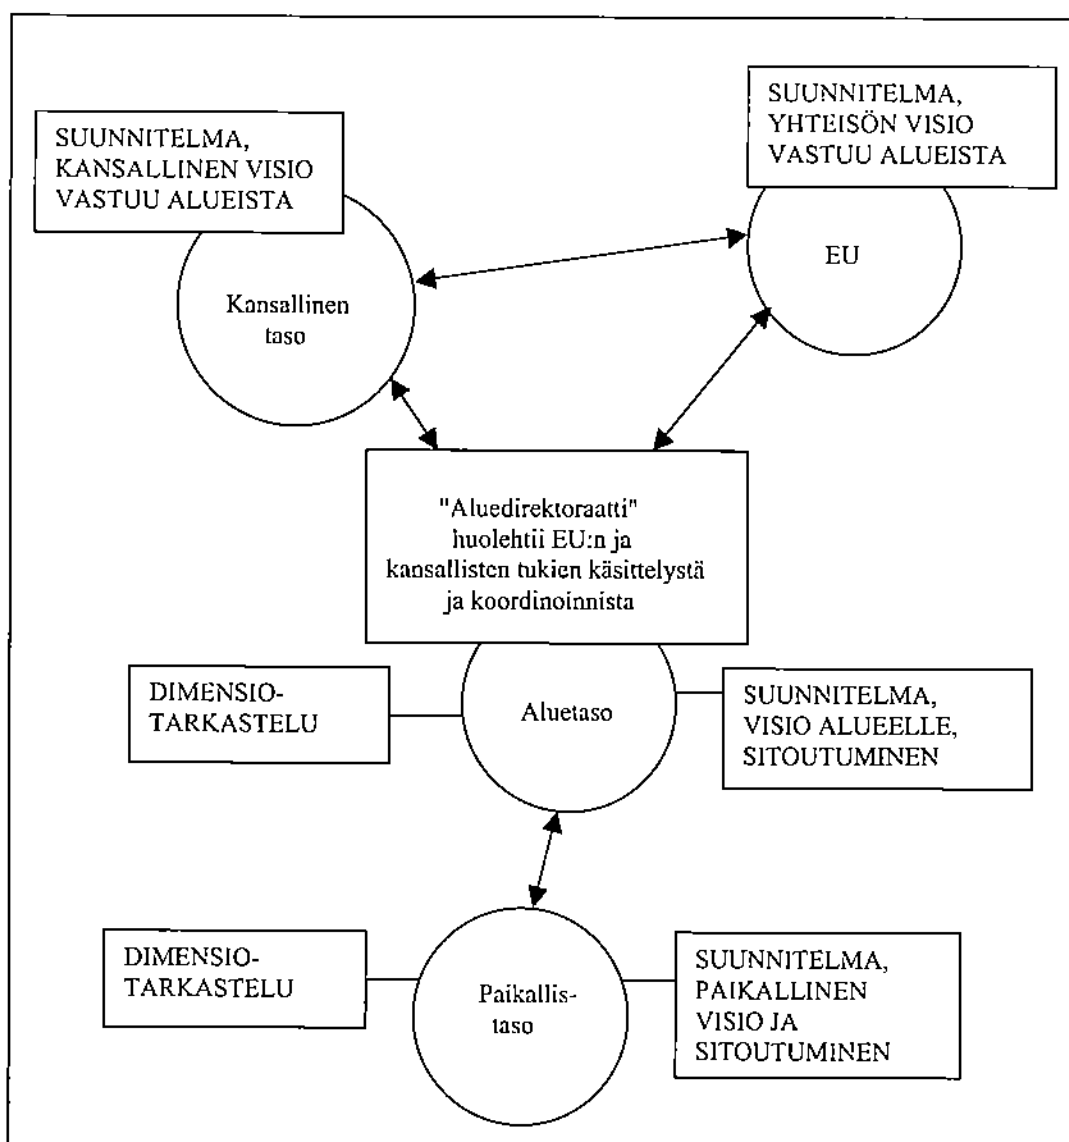 SUUNNITELMA,
KANSALLINEN VISIO
VASTUU ALUEISTA
SUUNNITELMA,
YHTEISÖN VISIO
VASTUU ALUEISTA
Kansallinen
taso
EU
"Aluedirektoraatti"
huolehtii EU:n ja
kansallisten tukien käsittelystä
ja koordinoinnista
DIMENSIO-
TARKASTELU
Aluetaso
SUUNNITELMA,
VISIO ALUEELLE,
SITOUTUMINEN
DIMENSIO-
TARKASTELU
Paikallis-
taso
SUUNNITELMA,
PAIKALLINEN
VISIO JA
SITOUTUMINEN